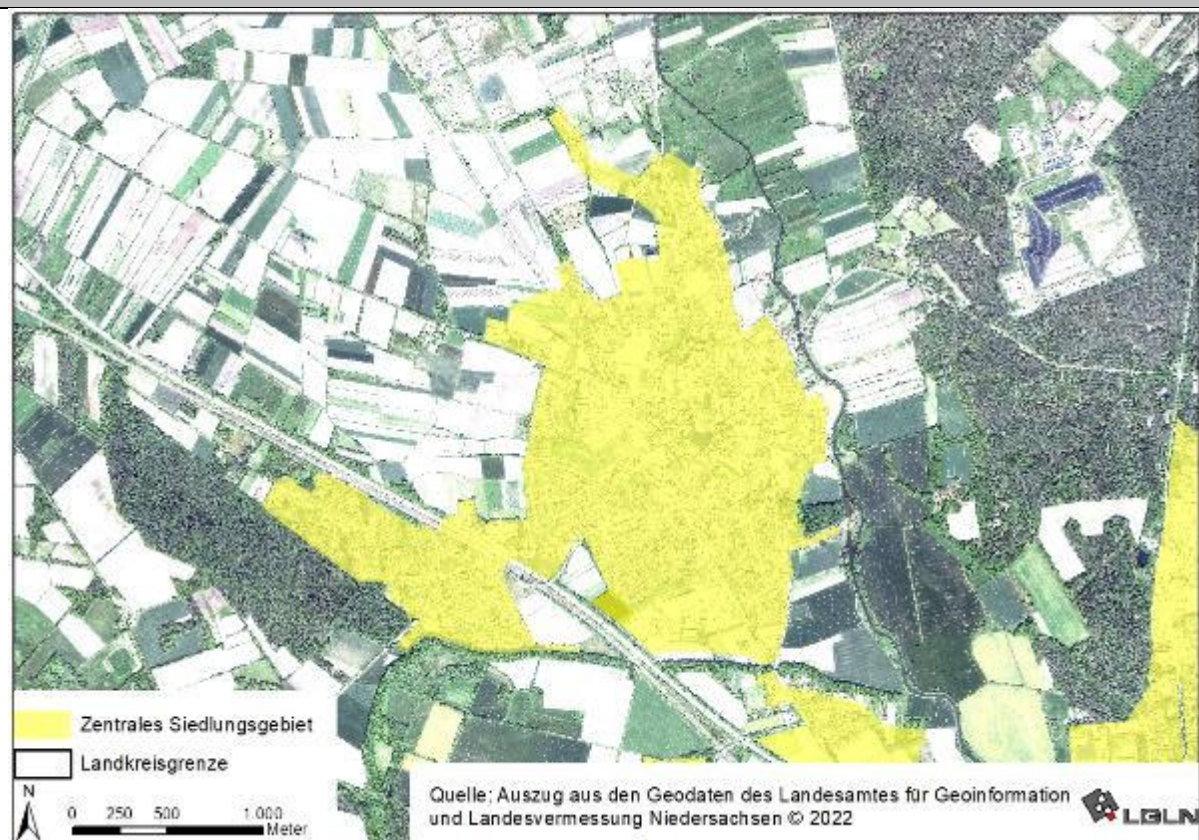 Zentrales Siedlungsgebiet
Landkreisgrenze
N
0 250 500 1.000
Meter
Quelle: Auszug aus den Geodaten des Landesamtes für Geoinformation
und Landesvermessung Niedersachsen © 2022
LGLN